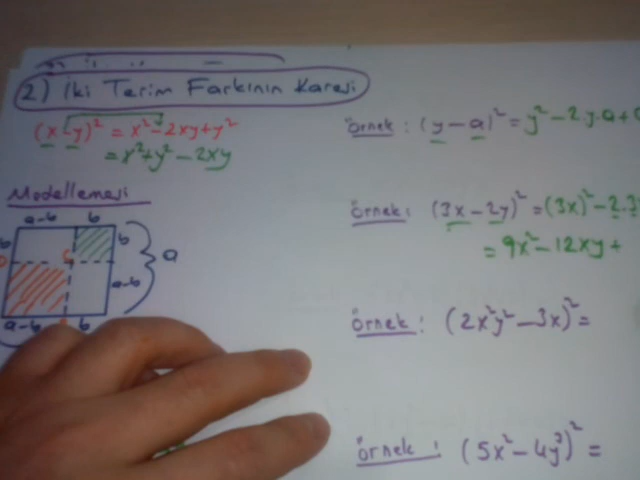 2) İki Terim Farkının Karesi
(x-y)² = x²-2xy+y²
= x²+y²-2xy
Modellemesi
a-b b
b b
a
a-b
a-b b
örnek : (y-a)² = y²-2.y.a+
örnek: (3x-2y)² = (3x)²-2.3
= 9x²-12xy+
örnek : (2x²y²-3x)² =
örnek : (5x²-4y³)² =